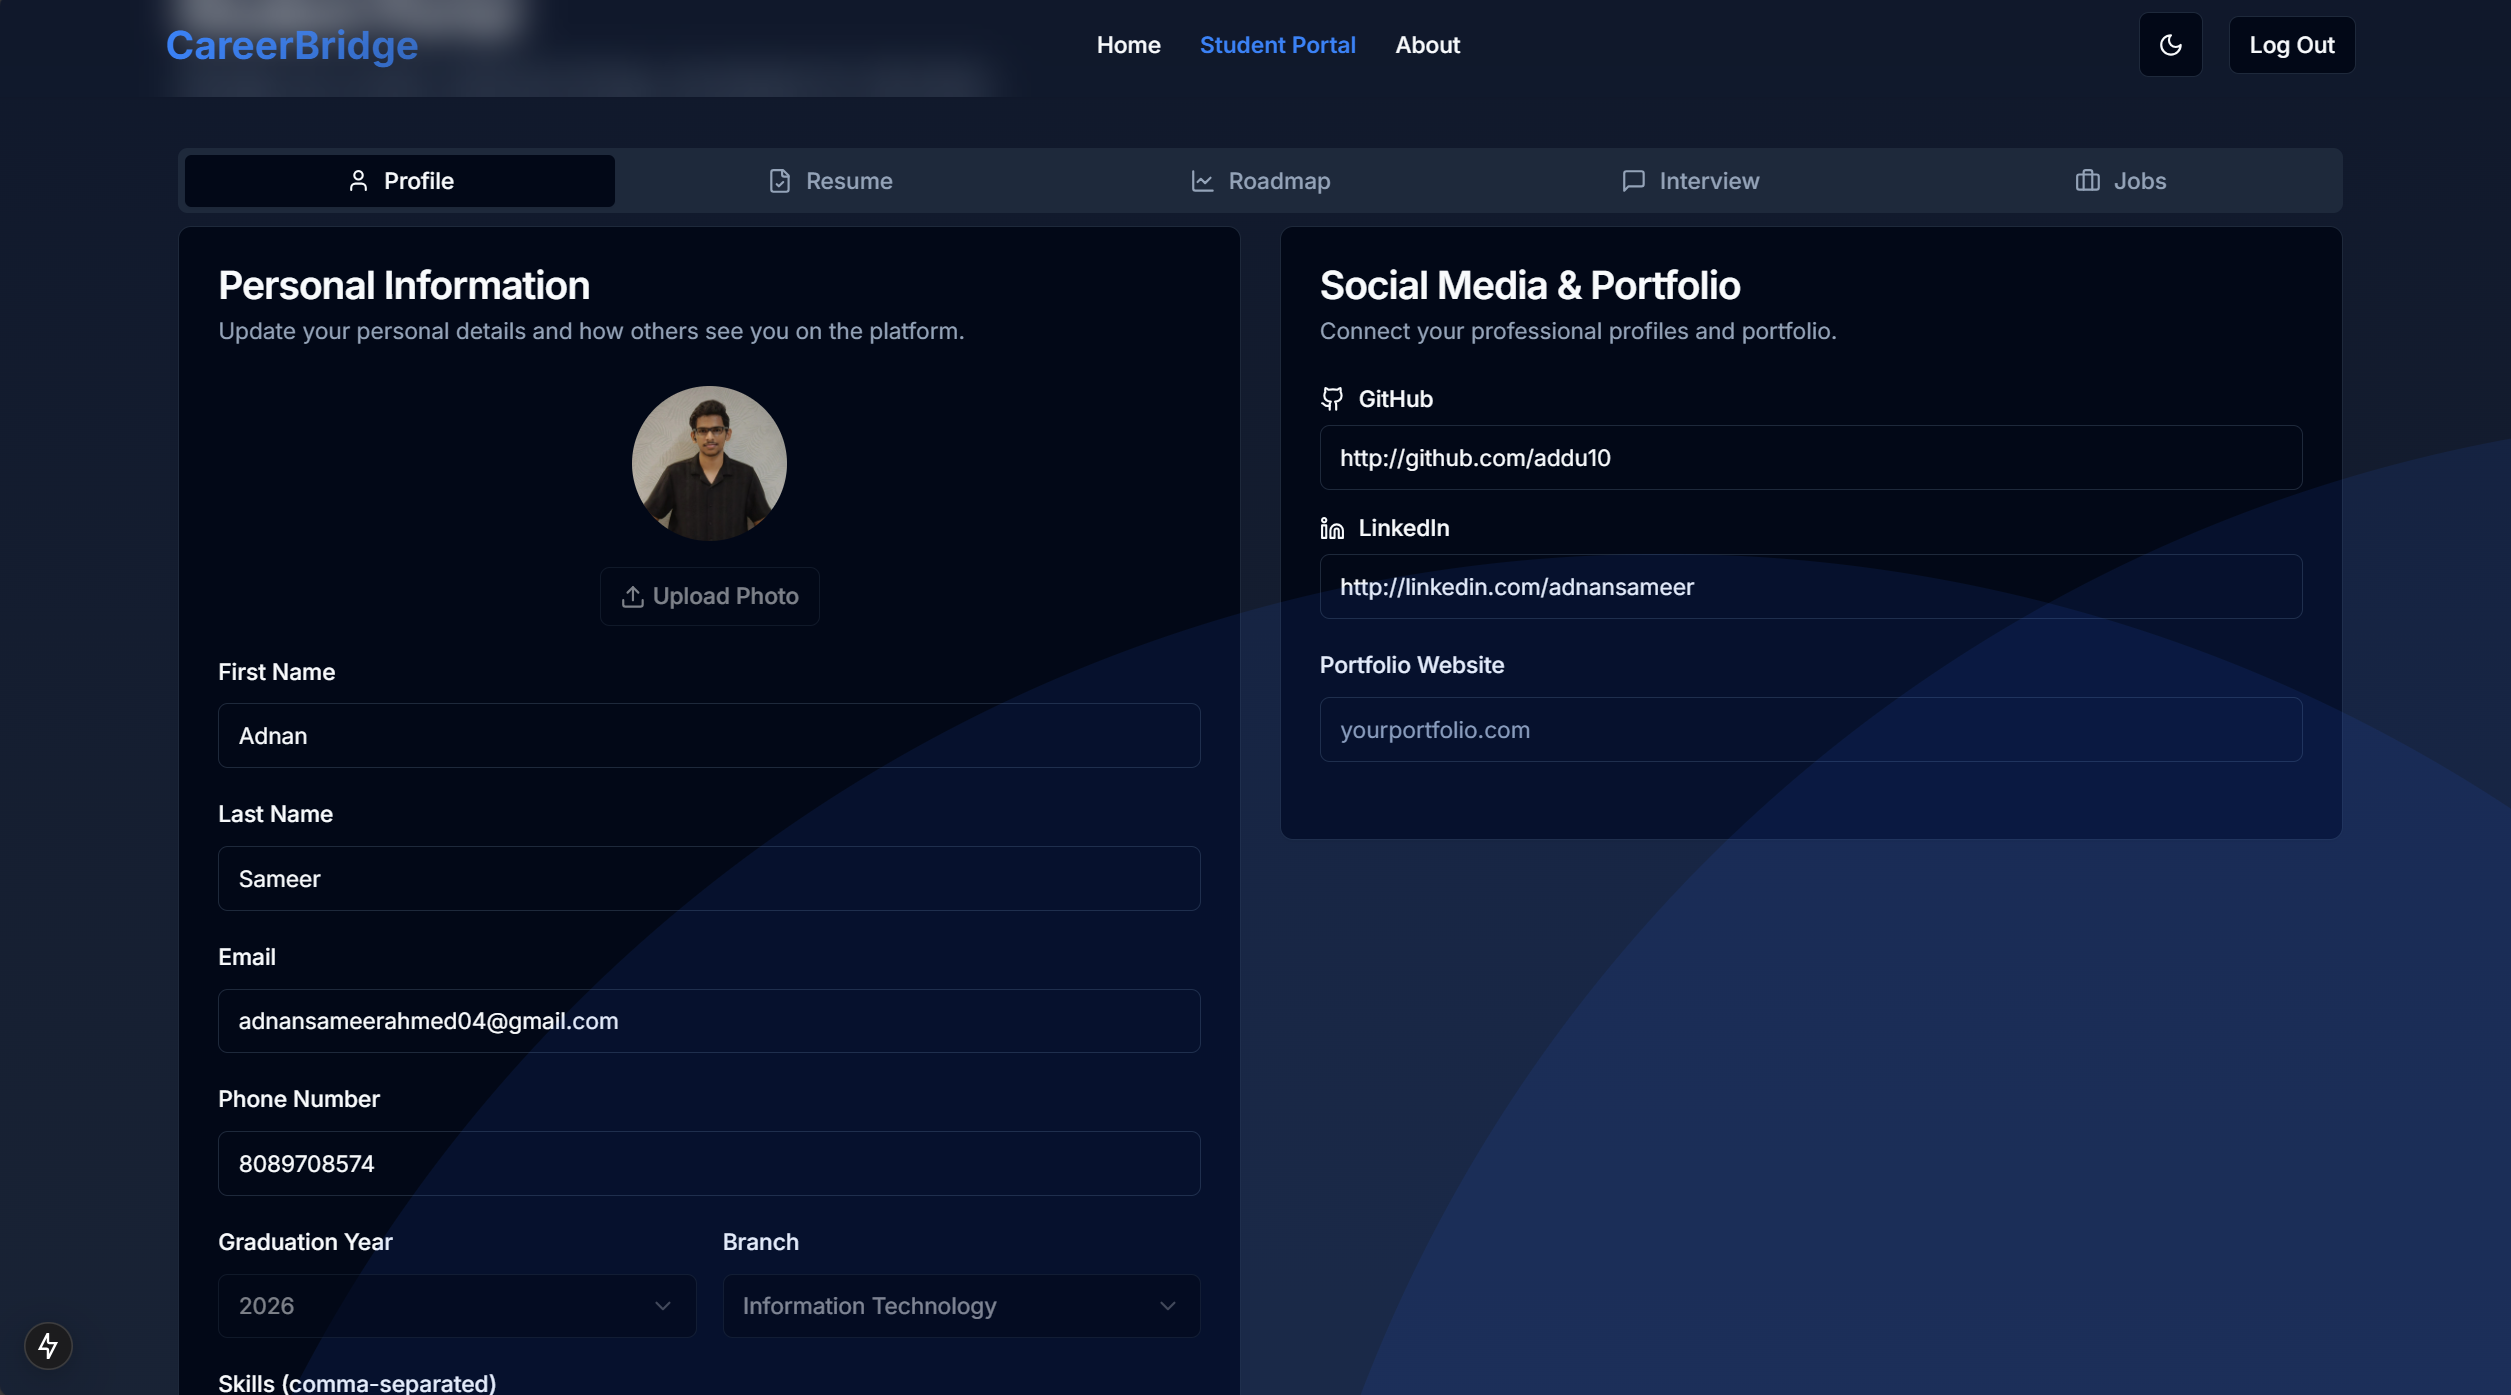 CareerBridge
Home Student Portal About
Log Out
Profile Resume Roadmap Interview Jobs
Personal Information
Update your personal details and how others see you on the platform.
Upload Photo
First Name
Adnan
Last Name
Sameer
Email
adnansameerahmed04@gmail.com
Phone Number
8089708574
Graduation Year Branch
2026 Information Technology
Skills (comma-separated)
Social Media & Portfolio
Connect your professional profiles and portfolio.
GitHub
http://github.com/addu10
LinkedIn
http://linkedin.com/adnansameer
Portfolio Website
yourportfolio.com